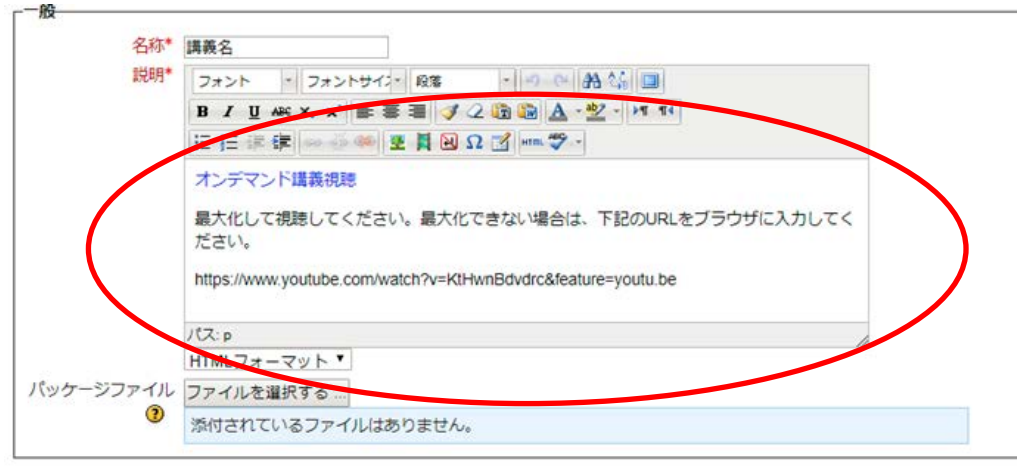 一般
名称* 講義名
説明*
フォント フォントサイズ 段落
B I U ABC
HTML ABC
オンデマンド講義視聴
最大化して視聴してください。最大化できない場合は、下記のURLをブラウザに入力してく
ださい。
https://www.youtube.com/watch?v=KtHwnBdvdrc&feature=youtu.be
パス: p
HTMLフォーマット
パッケージファイル ファイルを選択する ...
添付されているファイルはありません。